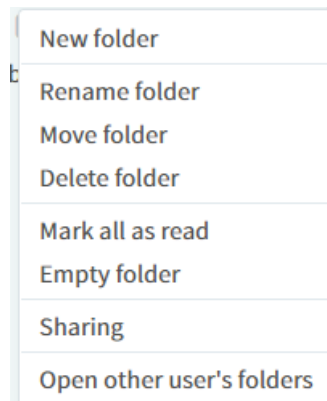 New folder
Rename folder
Move folder
Delete folder
Mark all as read
Empty folder
Sharing
Open other user's folders